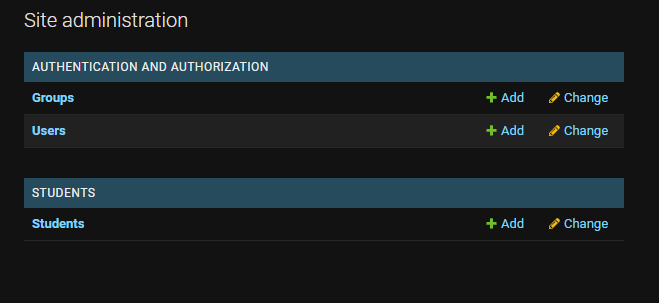 Site administration
AUTHENTICATION AND AUTHORIZATION
Groups Add Change
Users Add Change
STUDENTS
Students Add Change